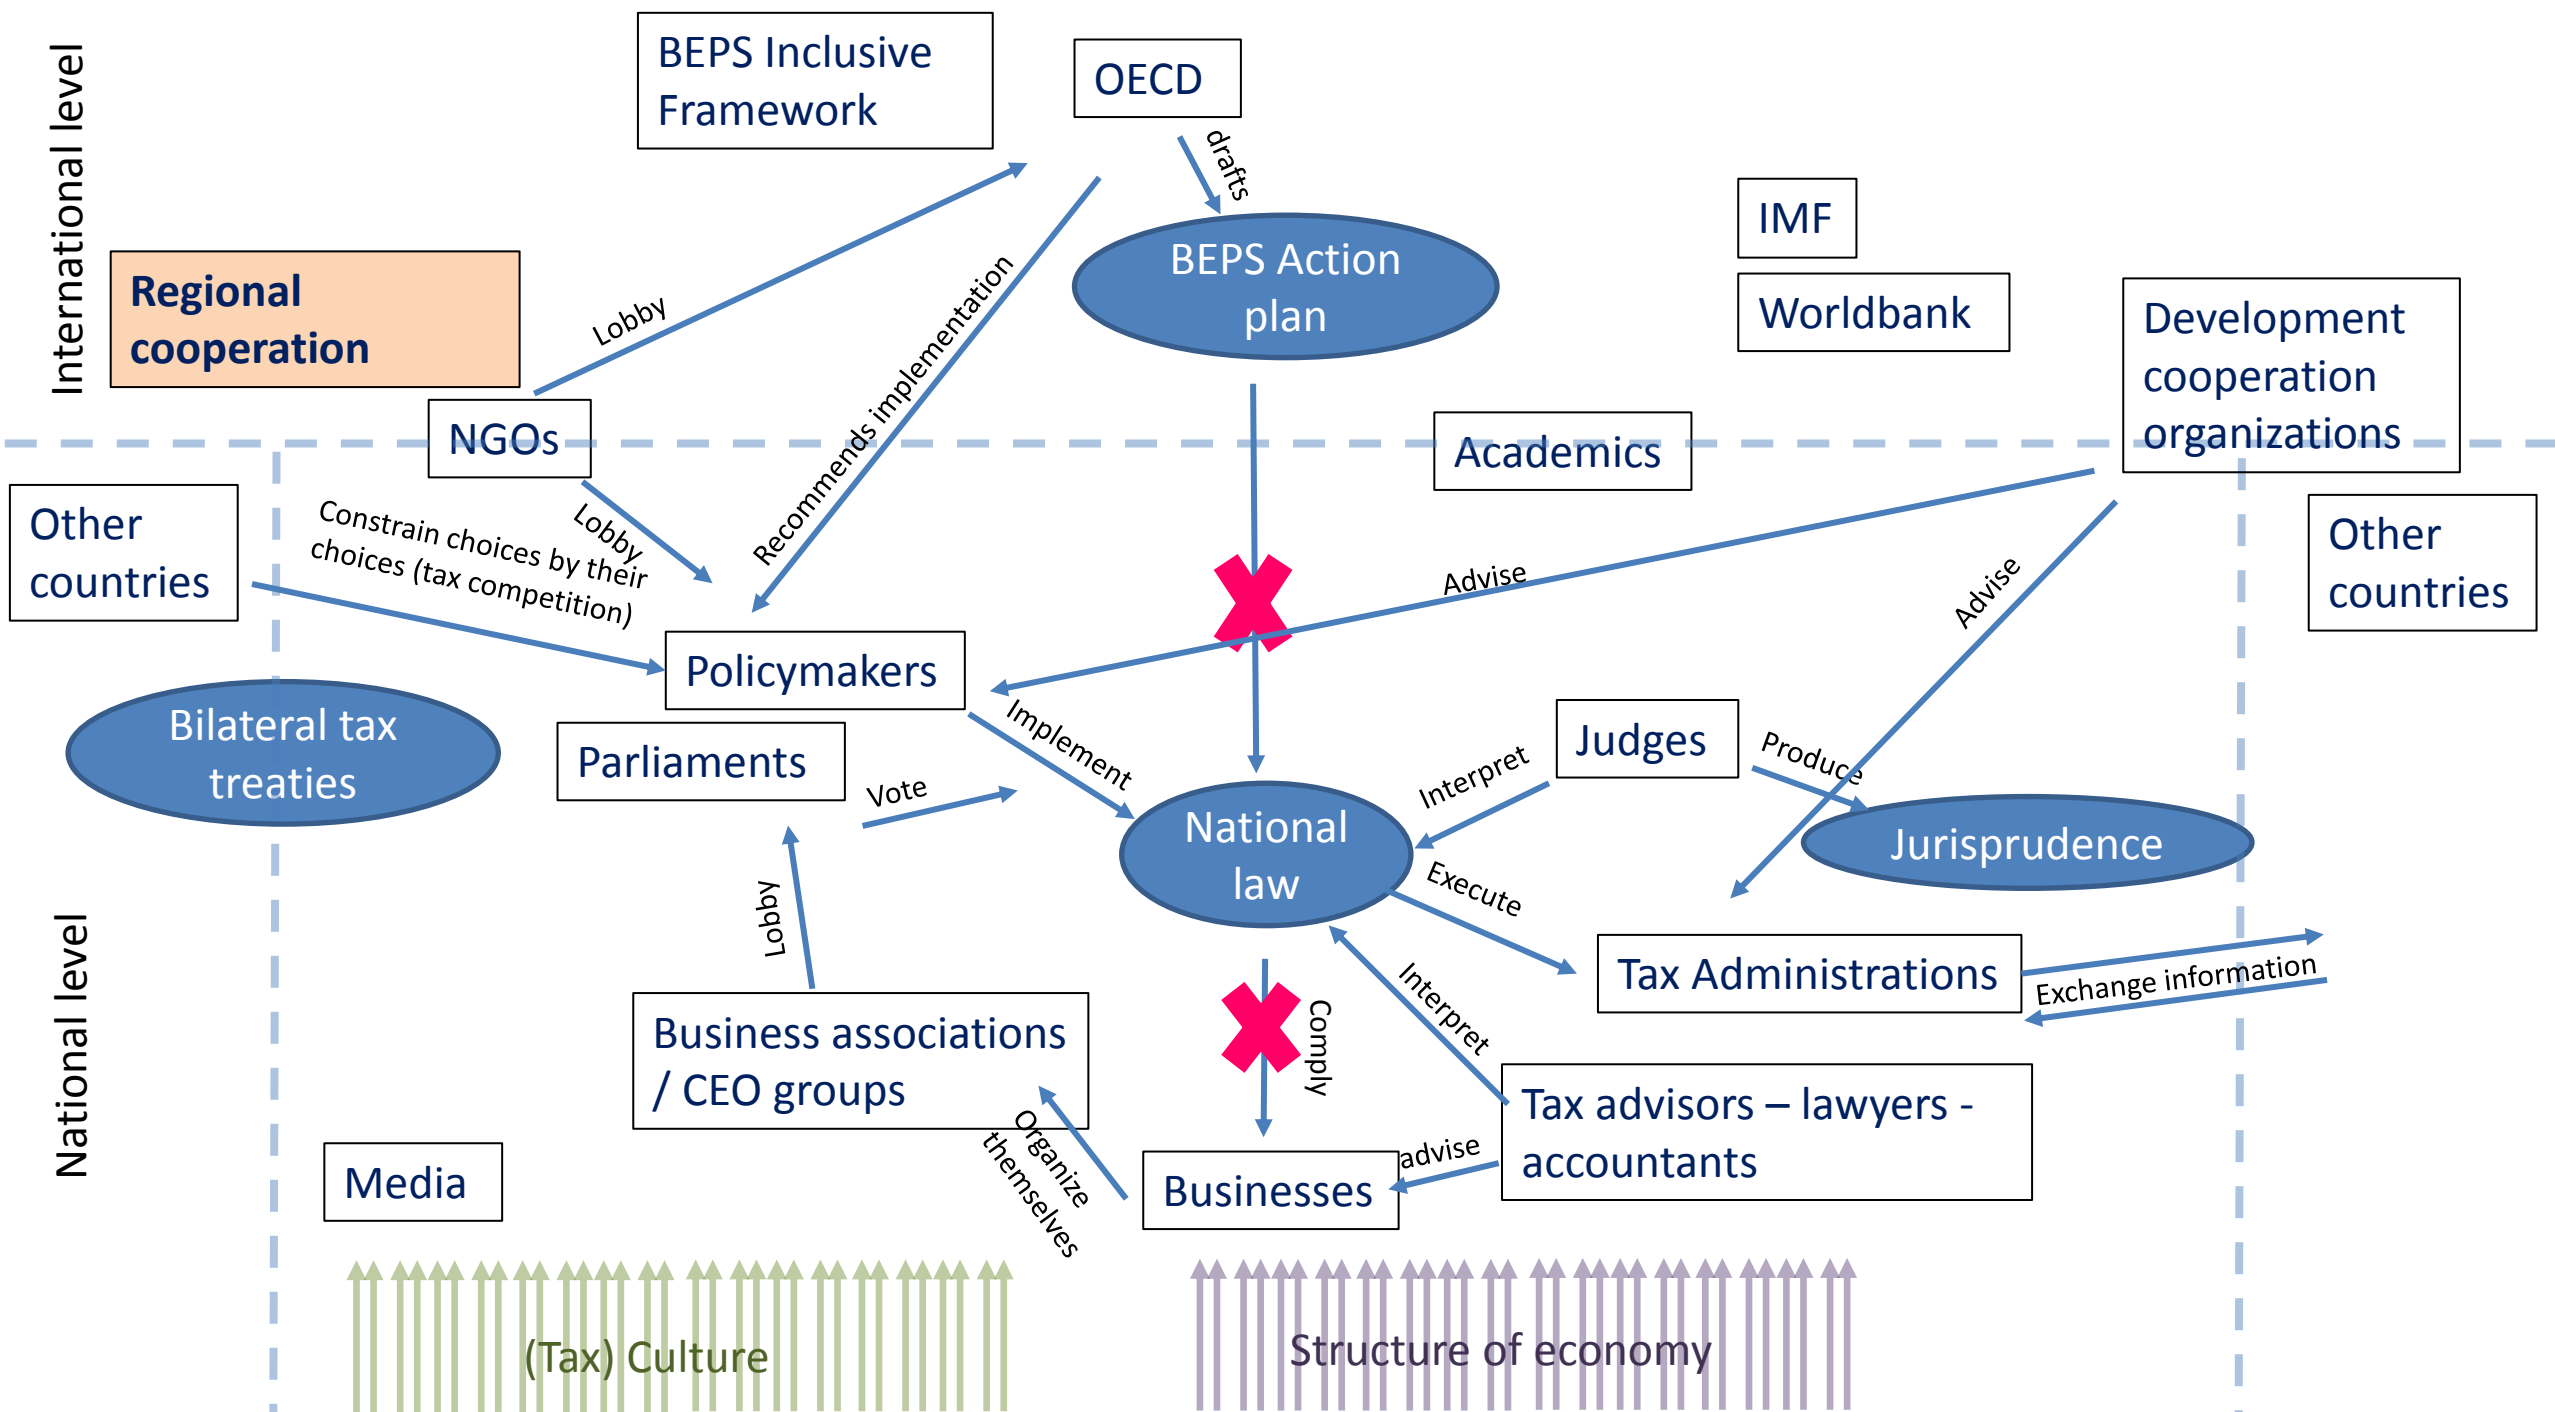 International level
BEPS Inclusive
Framework
OECD
drafts
BEPS Action
plan
IMF
Worldbank
Development
cooperation
organizations
Regional
cooperation
Lobby
Recommends implementation
NGOs
Academics
Other
countries
Constrain choices by their
choices (tax competition)
Lobby
Advise
Advise
Other
countries
Policymakers
Bilateral tax
treaties
Parliaments
Implement
Vote
Judges
Interpret
Produce
National
law
Jurisprudence
Execute
National level
Lobby
Tax Administrations
Exchange information
Business associations
/ CEO groups
Comply
Interpret
Tax advisors – lawyers -
accountants
Organize
themselves
advise
Media
Businesses
(Tax) Culture
Structure of economy